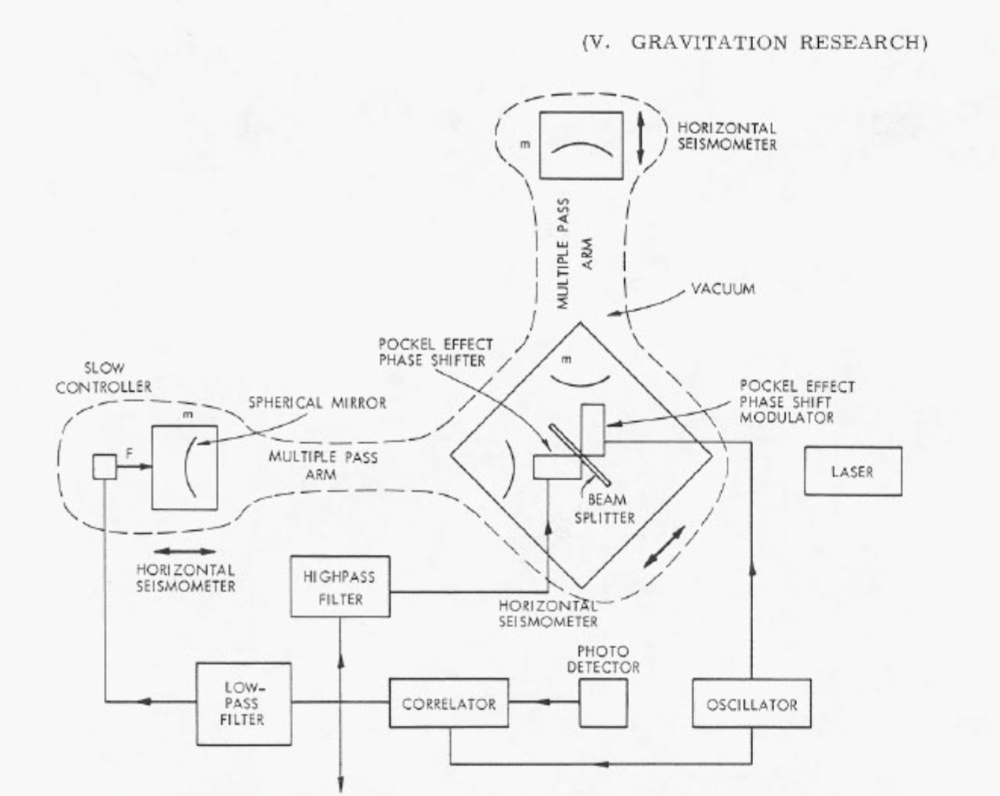 (V. GRAVITATION RESEARCH)
m
HORIZONTAL
SEISMOMETER
MULTIPLE PASS
ARM
VACUUM
POCKEL EFFECT
PHASE SHIFTER
m
SLOW
CONTROLLER
POCKEL EFFECT
PHASE SHIFT
MODULATOR
SPHERICAL MIRROR
m
F
MULTIPLE PASS
ARM
LASER
BEAM
SPLITTER
HORIZONTAL
SEISMOMETER
HIGHPASS
FILTER
HORIZONTAL
SEISMOMETER
PHOTO
DETECTOR
LOW-
PASS
FILTER
CORRELATOR
OSCILLATOR